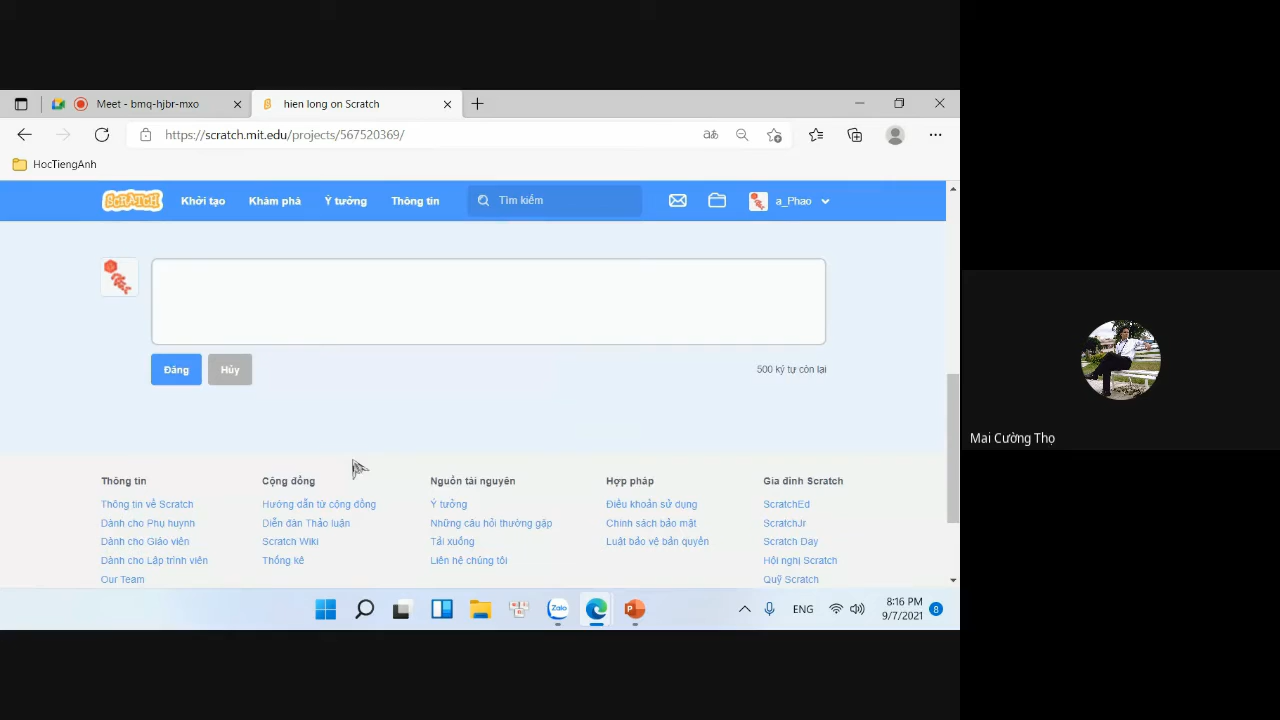 Meet - bmq-hjbr-mxo
hien long on Scratch
https://scratch.mit.edu/projects/567520369/
HocTiengAnh
SCRATCH
Khởi tạo
Khám phá
Ý tưởng
Thông tin
Tìm kiếm
a_Phao
Đăng
Hủy
500 ký tự còn lại
Thông tin
Cộng đồng
Nguồn tài nguyên
Hợp pháp
Gia đình Scratch
Thông tin về Scratch
Hướng dẫn từ cộng đồng
Ý tưởng
Điều khoản sử dụng
ScratchEd
Dành cho Phụ huynh
Diễn đàn Thảo luận
Những câu hỏi thường gặp
Chính sách bảo mật
ScratchJr
Dành cho Giáo viên
Scratch Wiki
Tải xuống
Luật bảo vệ bản quyền
Scratch Day
Dành cho Lập trình viên
Thống kê
Liên hệ chúng tôi
Hội nghị Scratch
Our Team
Quỹ Scratch
Zalo
ENG
8:16 PM
9/7/2021
8
Mai Cường Thọ